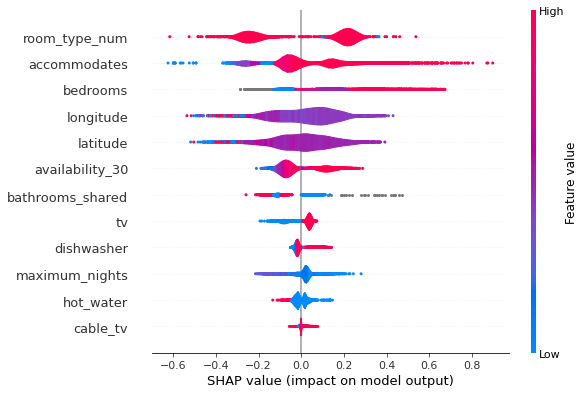 High
room_type_num
accommodates
bedrooms
longitude
latitude
availability_30
bathrooms_shared
tv
dishwasher
maximum_nights
hot_water
cable_tv
Feature value
Low
−0.6 −0.4 −0.2 0.0 0.2 0.4 0.6 0.8
SHAP value (impact on model output)